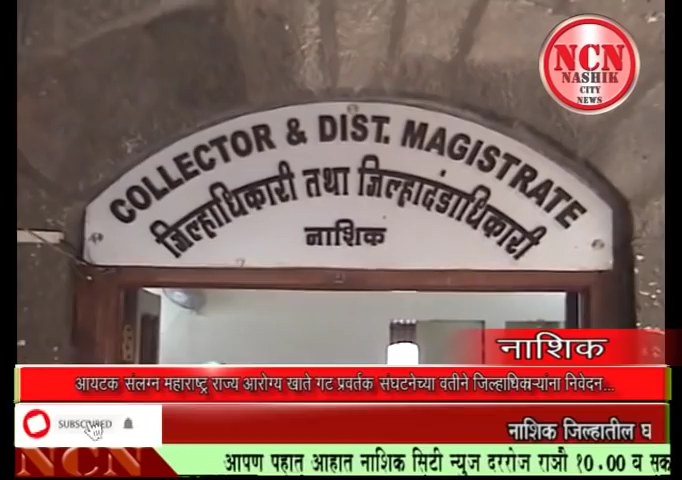 NCN
NASHIK
CITY
NEWS
COLLECTOR & DIST. MAGISTRATE
जिल्हाधिकारी तथा जिल्हादंडाधिकारी
नाशिक
नाशिक
आयटक संलग्न महाराष्ट्र राज्य आरोग्य खाते गट प्रवर्तक संघटनेच्या वतीने जिल्हाधिकाऱ्यांना निवेदन...
SUBSCRIBED
नाशिक जिल्हातील घ
NCN
आपण पहात आहात नाशिक सिटी न्युज दररोज रात्रौ १०.०० व सक